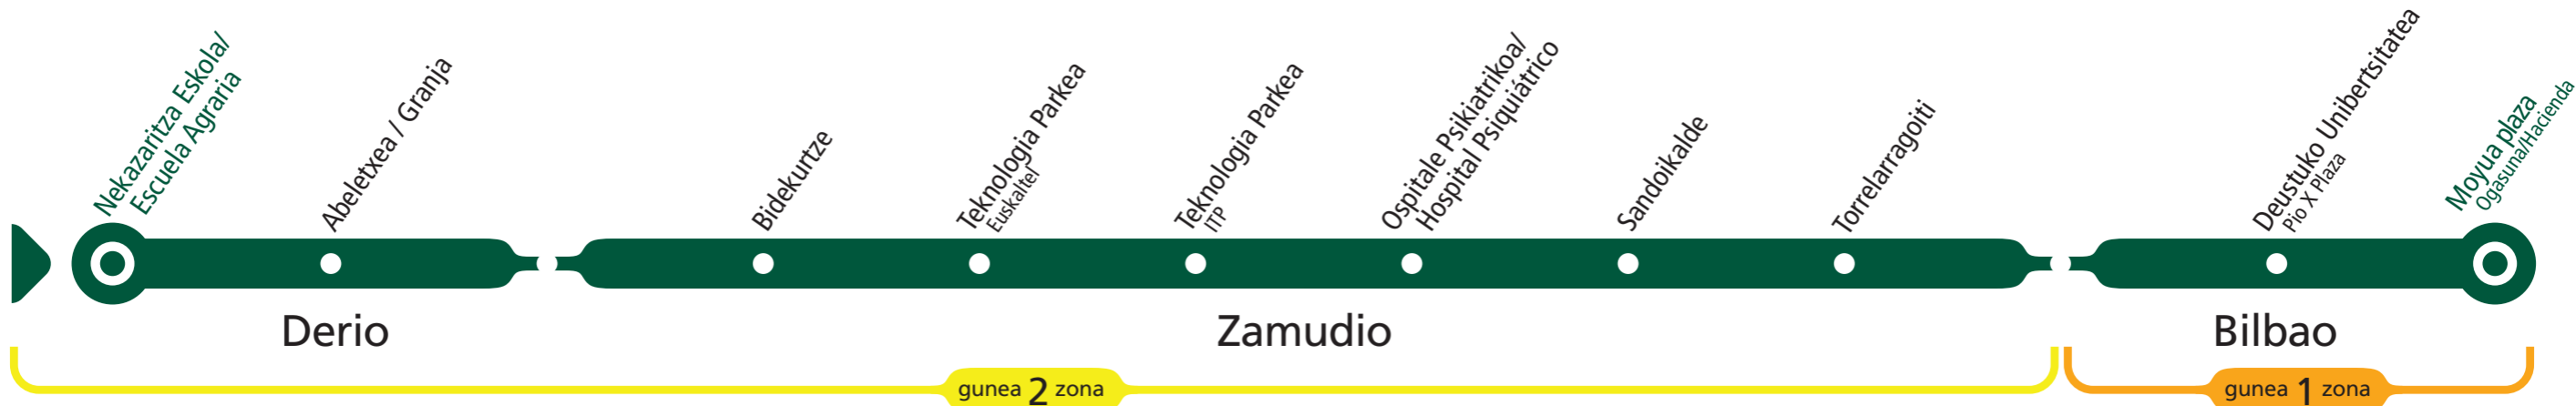 Nekazaritza Eskola/
Escuela Agraria
Abeletxea / Granja
Bidekurtze
Teknologia Parkea
Euskaltel
Teknologia Parkea
ITP
Ospitale Psikiatrikoa/
Hospital Psiquiátrico
Sandoikalde
Torrelarragoiti
Deustuko Unibertsitatea
Pio X Plaza
Moyua plaza
Ogasuna/Hacienda
Derio
Zamudio
Bilbao
gunea 2 zona
gunea 1 zona